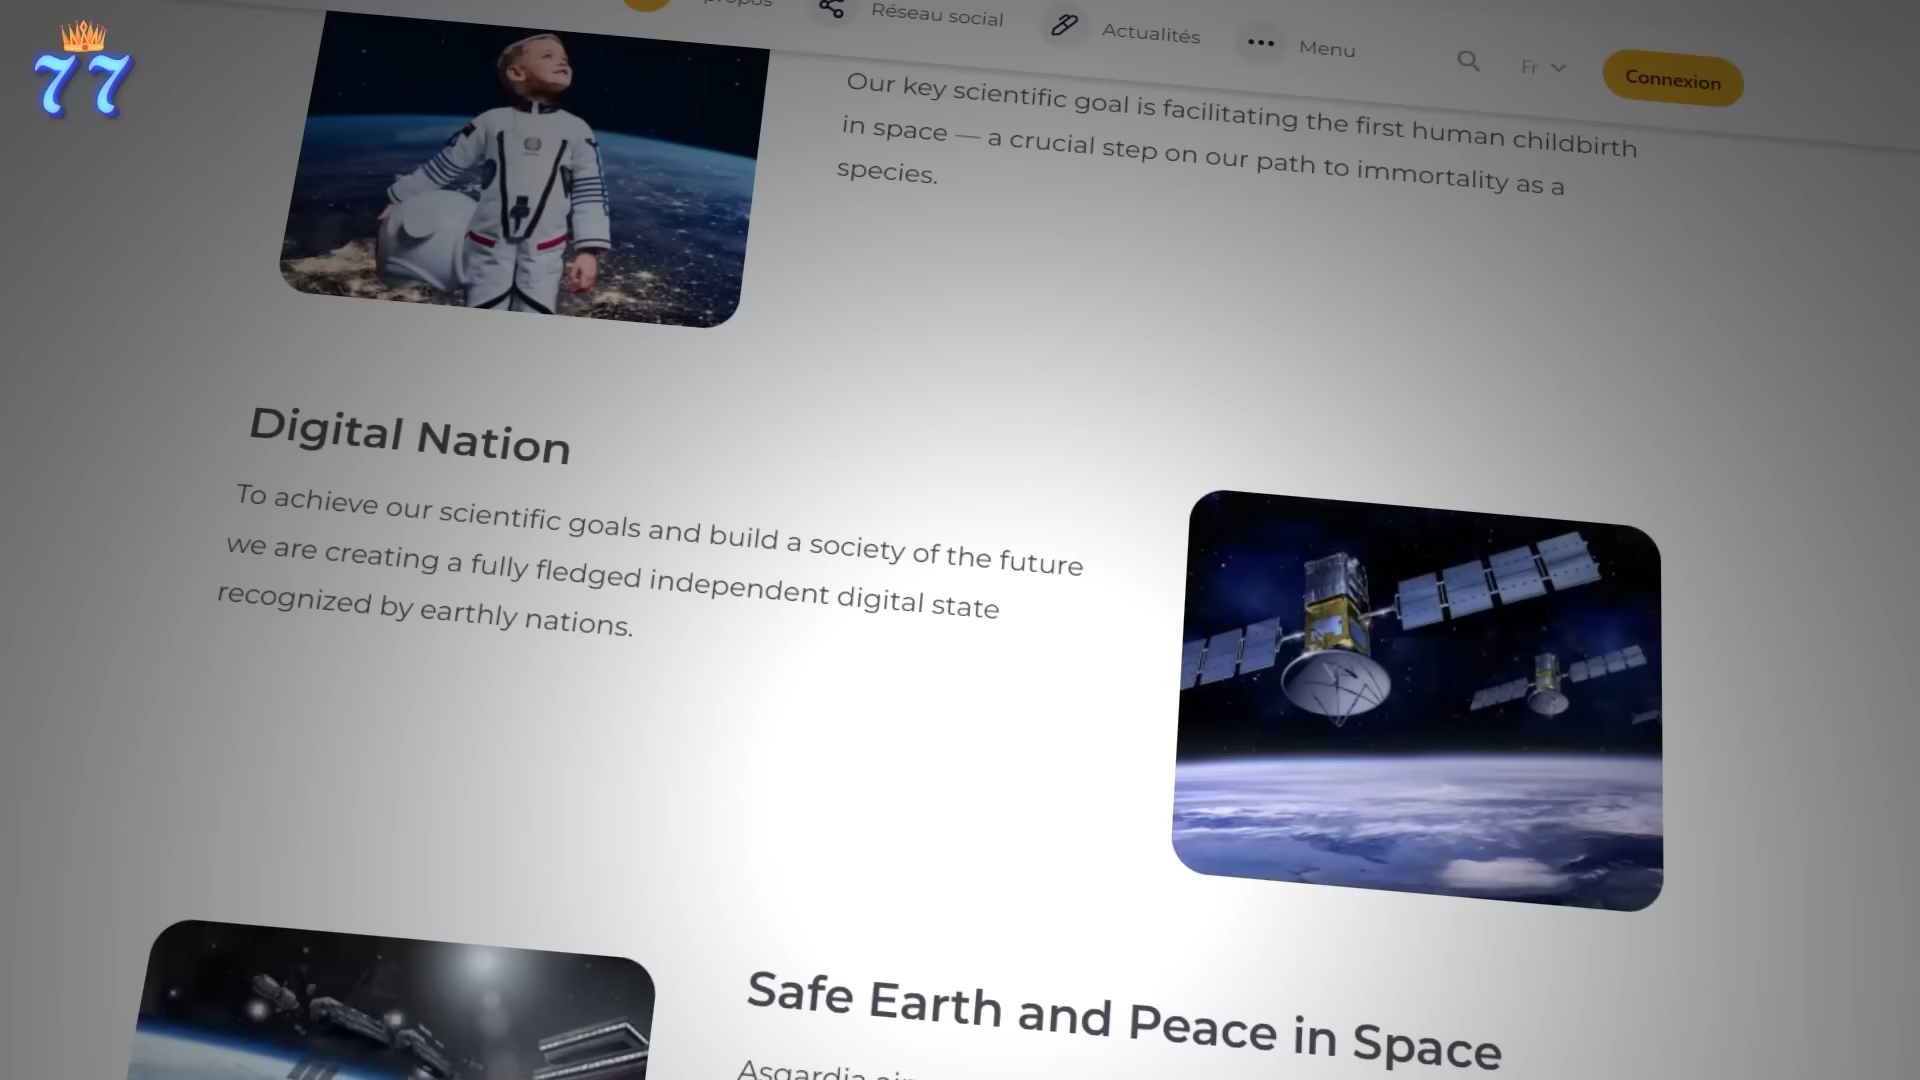 77
propos
Réseau social
Actualités
Menu
Fr
Connexion
Our key scientific goal is facilitating the first human childbirth
in space — a crucial step on our path to immortality as a
species.
Digital Nation
To achieve our scientific goals and build a society of the future
we are creating a fully fledged independent digital state
recognized by earthly nations.
Safe Earth and Peace in Space
Asgardia